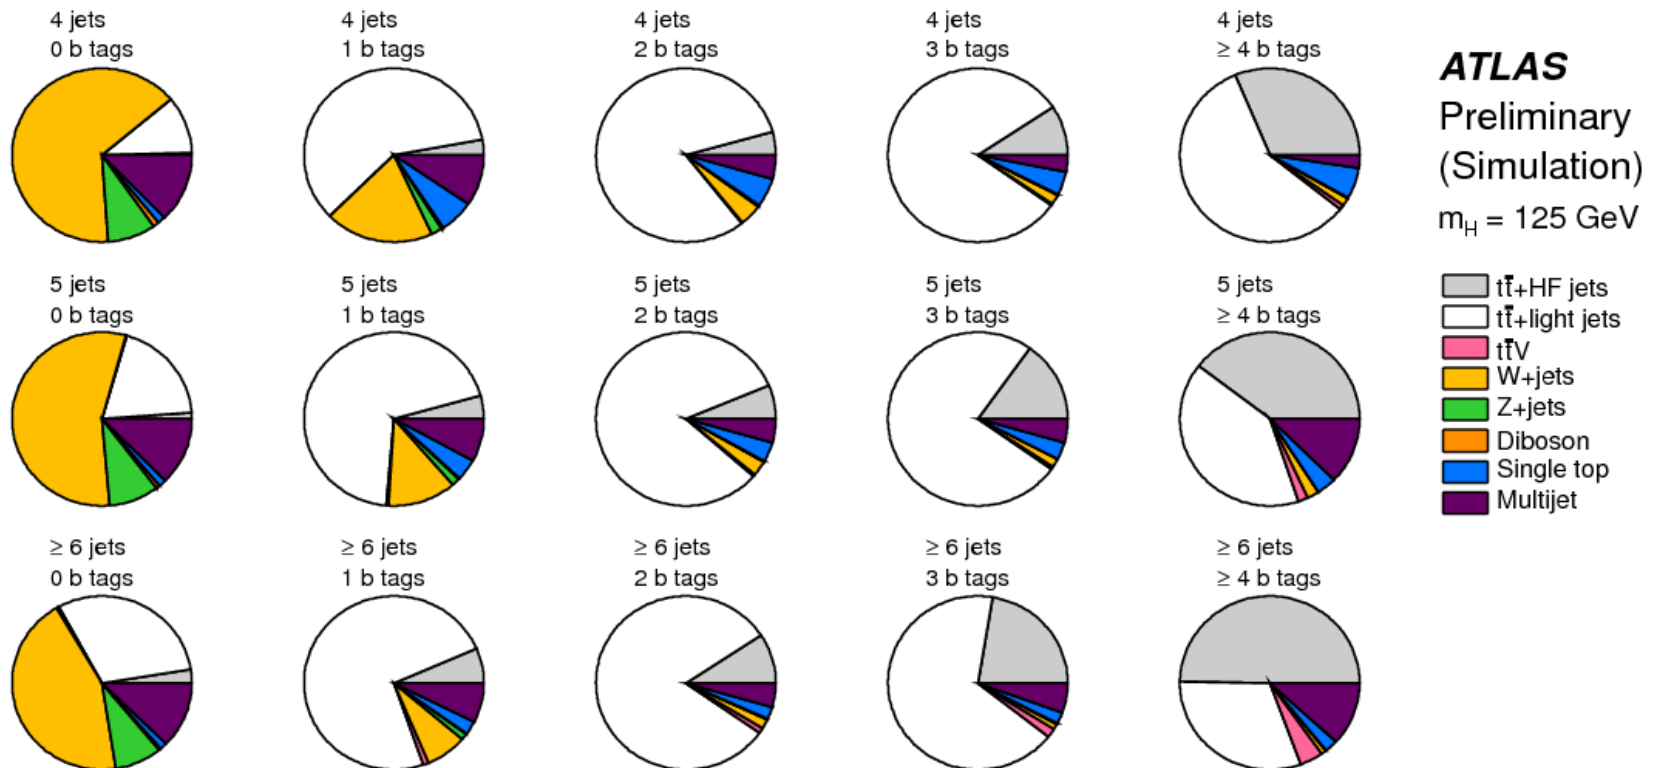 4 jets
0 b tags
4 jets
1 b tags
4 jets
2 b tags
4 jets
3 b tags
4 jets
≥ 4 b tags
5 jets
0 b tags
5 jets
1 b tags
5 jets
2 b tags
5 jets
3 b tags
5 jets
≥ 4 b tags
≥ 6 jets
0 b tags
≥ 6 jets
1 b tags
≥ 6 jets
2 b tags
≥ 6 jets
3 b tags
≥ 6 jets
≥ 4 b tags
ATLAS
Preliminary
(Simulation)
m_H = 125 GeV
tt̄+HF jets
tt̄+light jets
tt̄V
W+jets
Z+jets
Diboson
Single top
Multijet